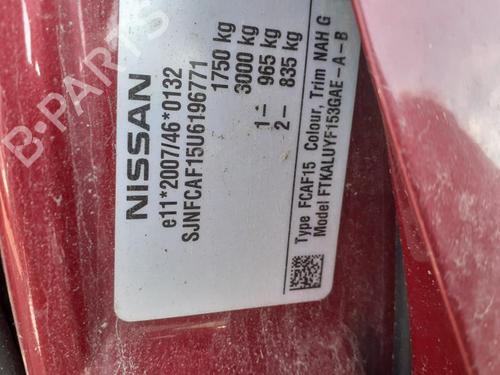 NISSAN
e11*2007/46*0132
SJNFCAF15U6196771
1750 kg
3000 kg
1- 965 kg
2- 835 kg
Type FCAF15 Colour, Trim NAH G
Model FTKALUYF153GAE-A-B
B-PARTS